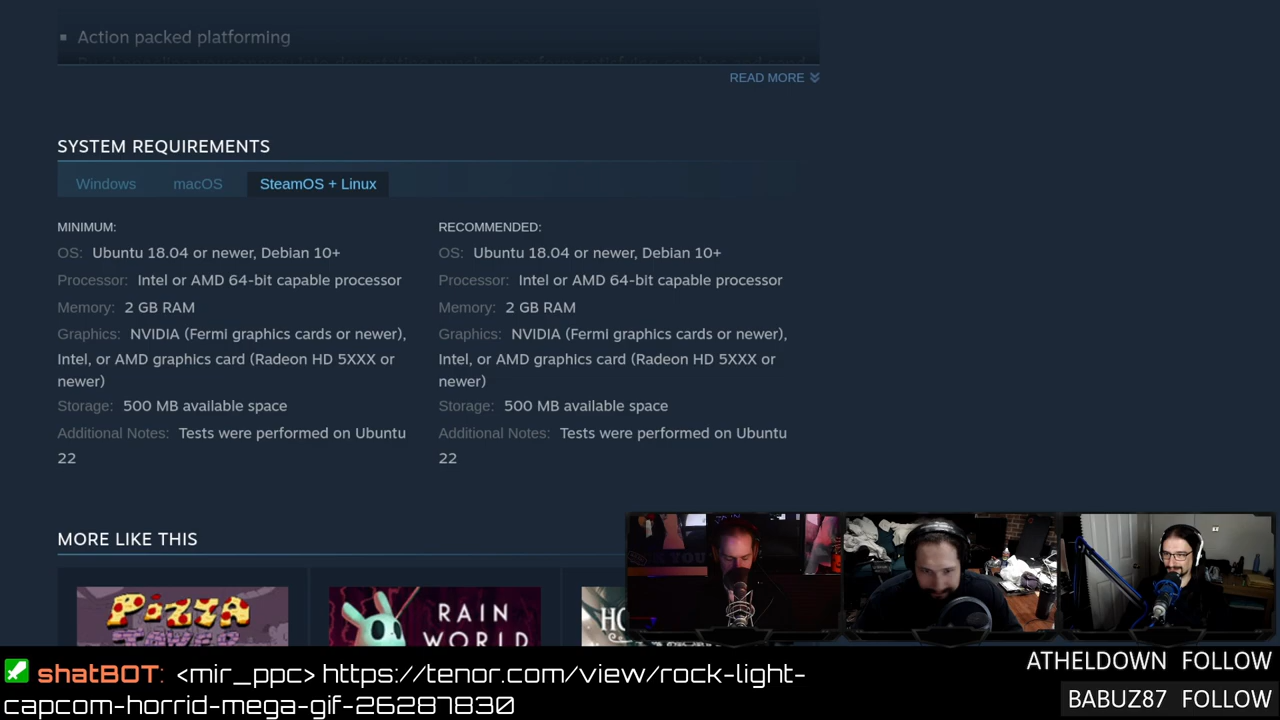 Action packed platforming
READ MORE
SYSTEM REQUIREMENTS
Windows macOS SteamOS + Linux
MINIMUM:
OS: Ubuntu 18.04 or newer, Debian 10+
Processor: Intel or AMD 64-bit capable processor
Memory: 2 GB RAM
Graphics: NVIDIA (Fermi graphics cards or newer),
Intel, or AMD graphics card (Radeon HD 5XXX or
newer)
Storage: 500 MB available space
Additional Notes: Tests were performed on Ubuntu
22
RECOMMENDED:
OS: Ubuntu 18.04 or newer, Debian 10+
Processor: Intel or AMD 64-bit capable processor
Memory: 2 GB RAM
Graphics: NVIDIA (Fermi graphics cards or newer),
Intel, or AMD graphics card (Radeon HD 5XXX or
newer)
Storage: 500 MB available space
Additional Notes: Tests were performed on Ubuntu
22
MORE LIKE THIS
PIZZA
TOWER
RAIN
WORLD
shatBOT: <mir_ppc> https://tenor.com/view/rock-light-
capcom-horrid-mega-gif-26287830
ATHELDOWN FOLLOW
BABUZ87 FOLLOW